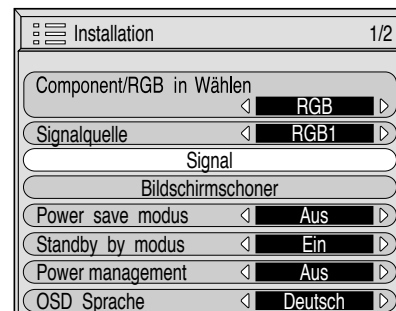 Installation 1/2
Component/RGB in Wählen
RGB
Signalquelle RGB1
Signal
Bildschirmschoner
Power save modus Aus
Standby by modus Ein
Power management Aus
OSD Sprache Deutsch